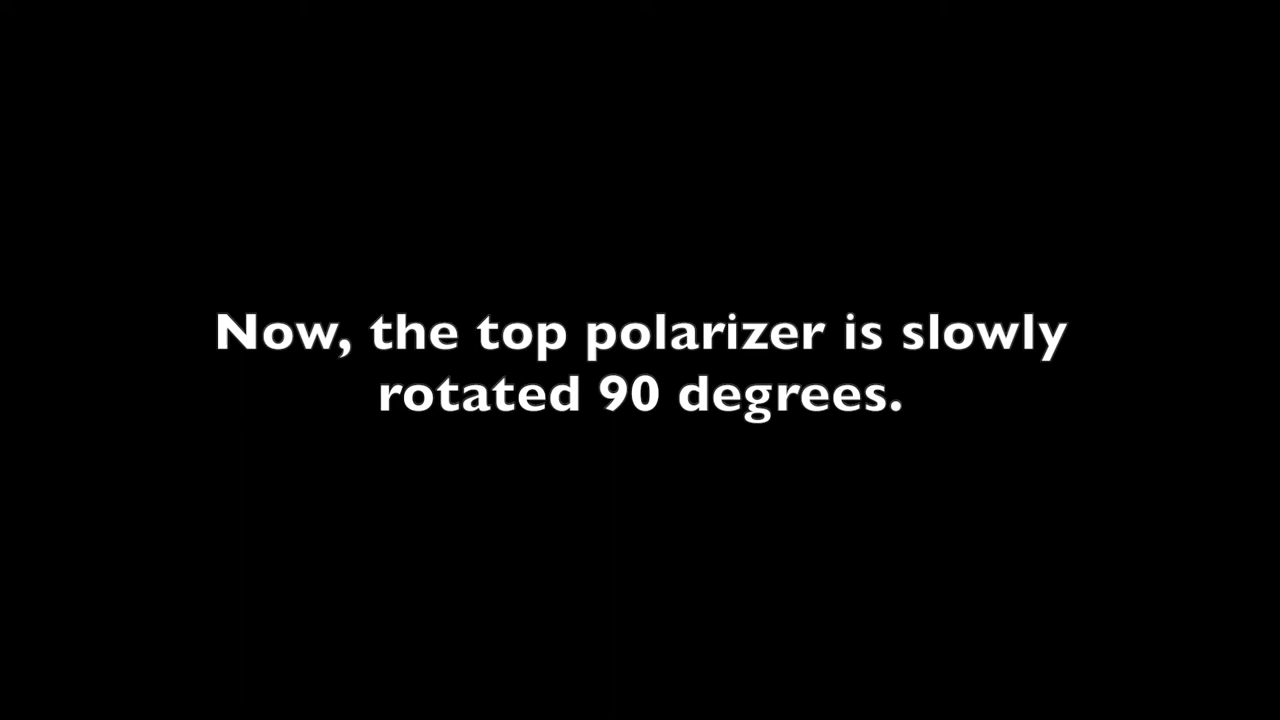 Now, the top polarizer is slowly
rotated 90 degrees.